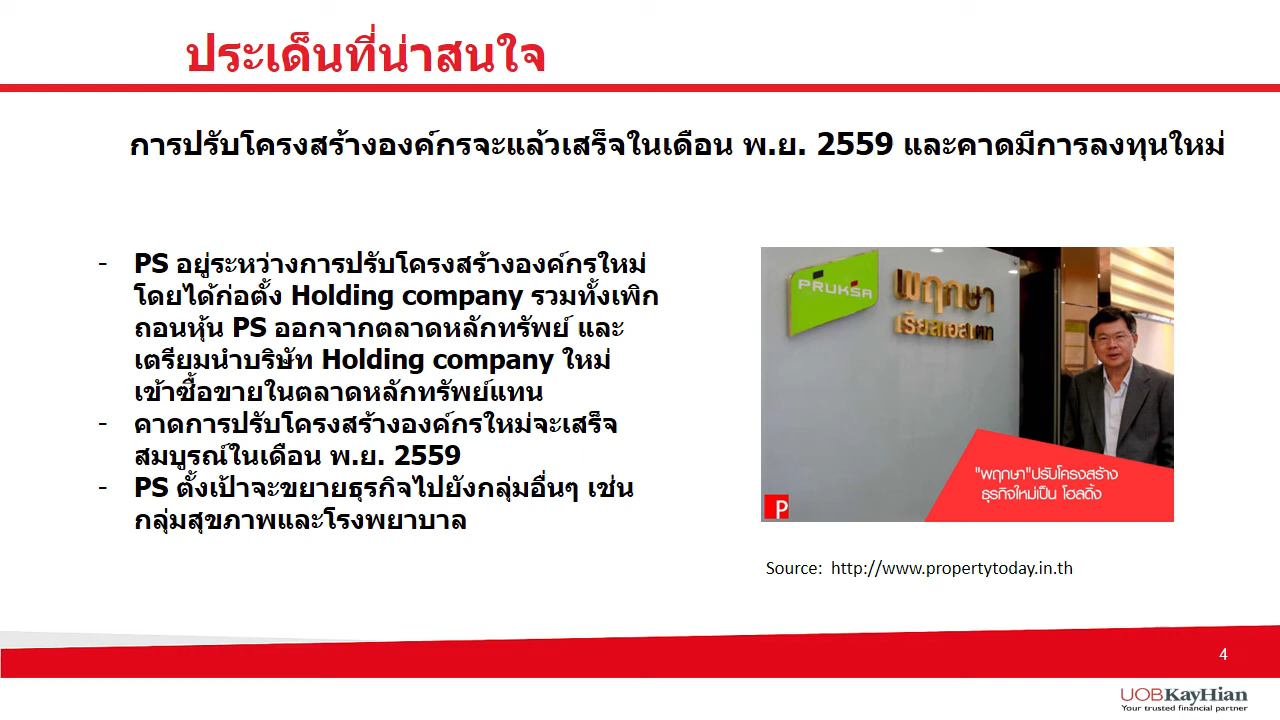 ประเด็นที่น่าสนใจ
การปรับโครงสร้างองค์กรจะแล้วเสร็จในเดือน พ.ย. 2559 และคาดมีการลงทุนใหม่
- PS อยู่ระหว่างการปรับโครงสร้างองค์กรใหม่
โดยได้ก่อตั้ง Holding company รวมทั้งเพิก
ถอนหุ้น PS ออกจากตลาดหลักทรัพย์ และ
เตรียมนำบริษัท Holding company ใหม่
เข้าซื้อขายในตลาดหลักทรัพย์แทน
- คาดการปรับโครงสร้างองค์กรใหม่จะเสร็จ
สมบูรณ์ในเดือน พ.ย. 2559
- PS ตั้งเป้าจะขยายธุรกิจไปยังกลุ่มอื่นๆ เช่น
กลุ่มสุขภาพและโรงพยาบาล
PRUKSA
พฤกษา
เรียลเอสเตท
"พฤกษา"ปรับโครงสร้าง
ธุรกิจใหม่เป็น โฮลดิ้ง
P
Source: http://www.propertytoday.in.th
4
UOBKayHian
Your trusted financial partner